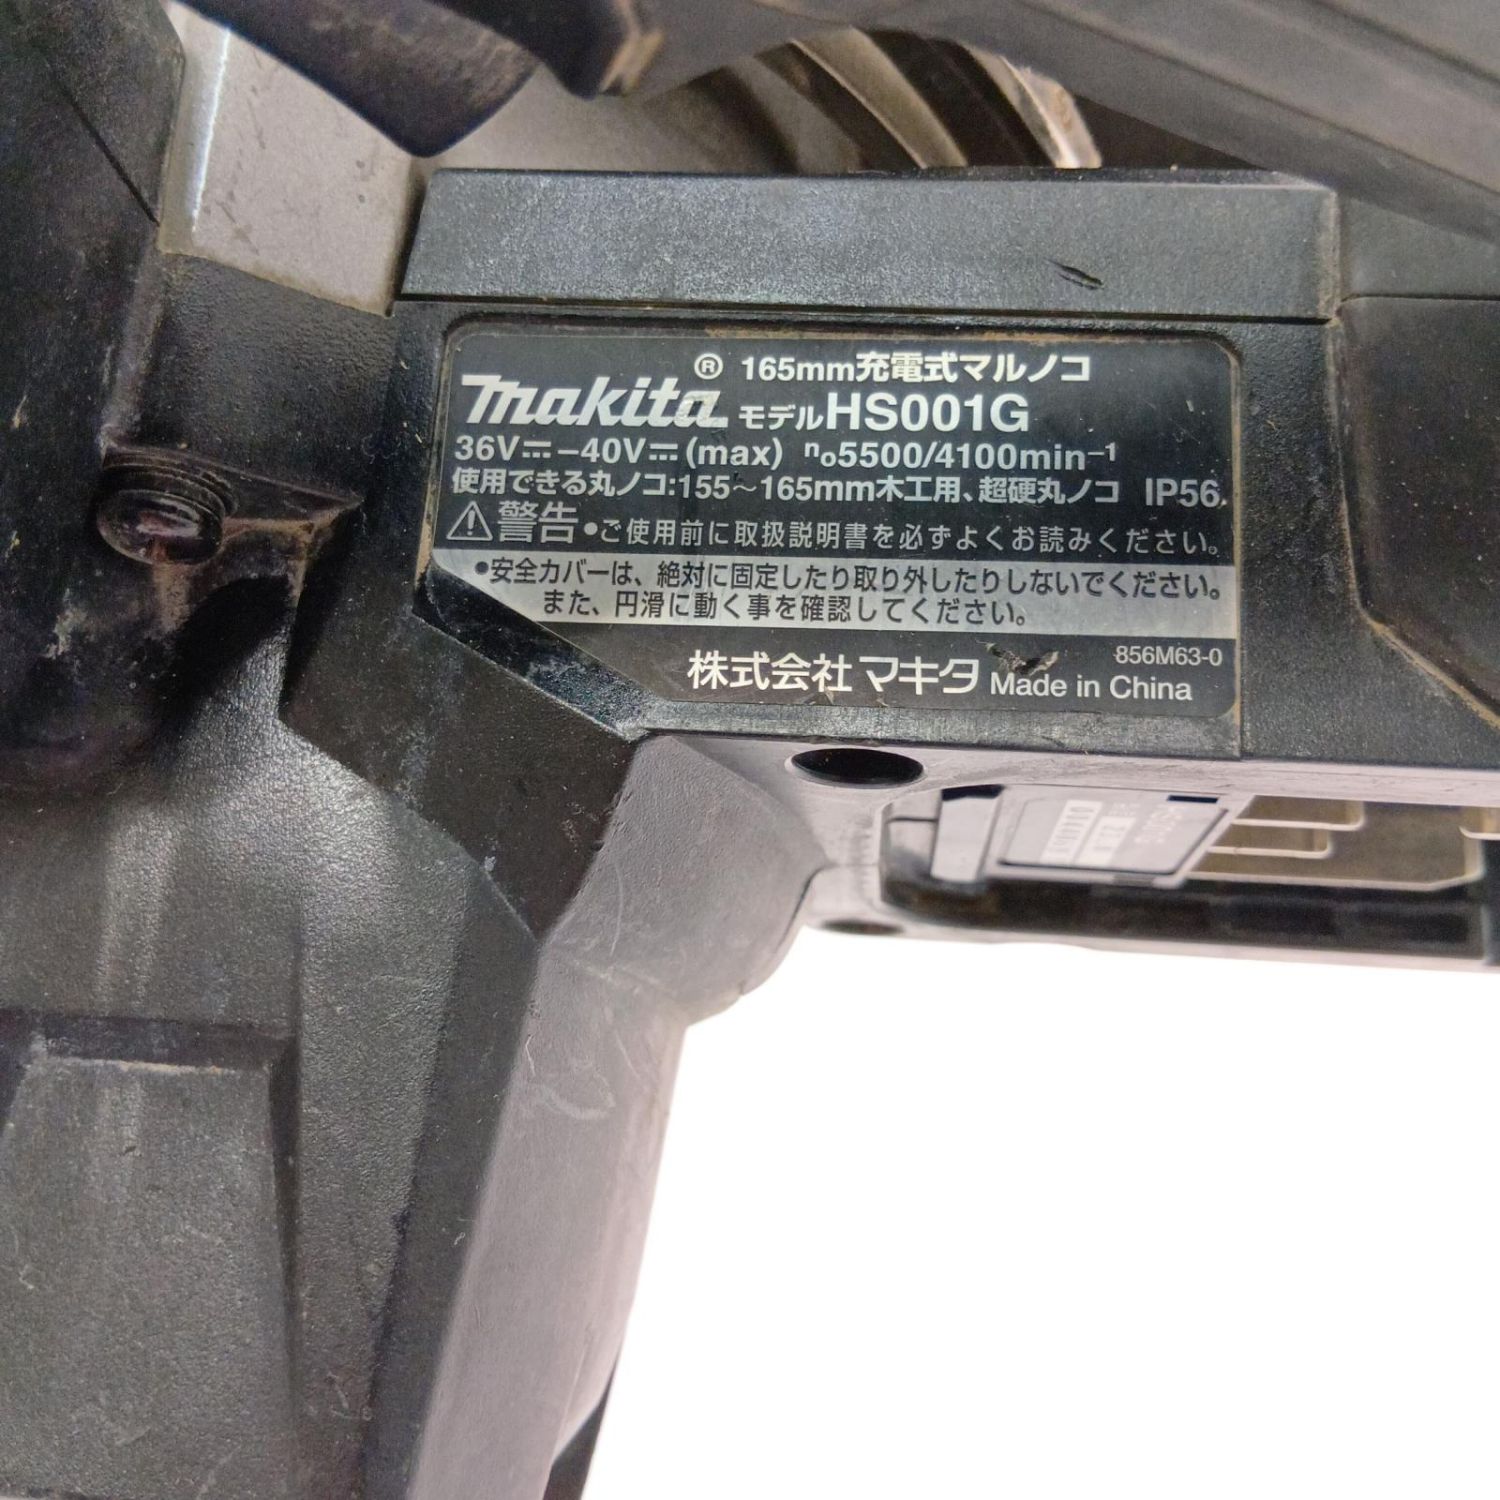 ® 165mm充電式マルノコ
makita モデルHS001G
36V⎓−40V⎓(max) n₀5500/4100min⁻¹
使用できる丸ノコ:155～165mm木工用、超硬丸ノコ IP56
⚠警告 ●ご使用前に取扱説明書を必ずよくお読みください。
●安全カバーは、絶対に固定したり取り外したりしないでください。
また、円滑に動く事を確認してください。
856M63-0
株式会社マキタ Made in China